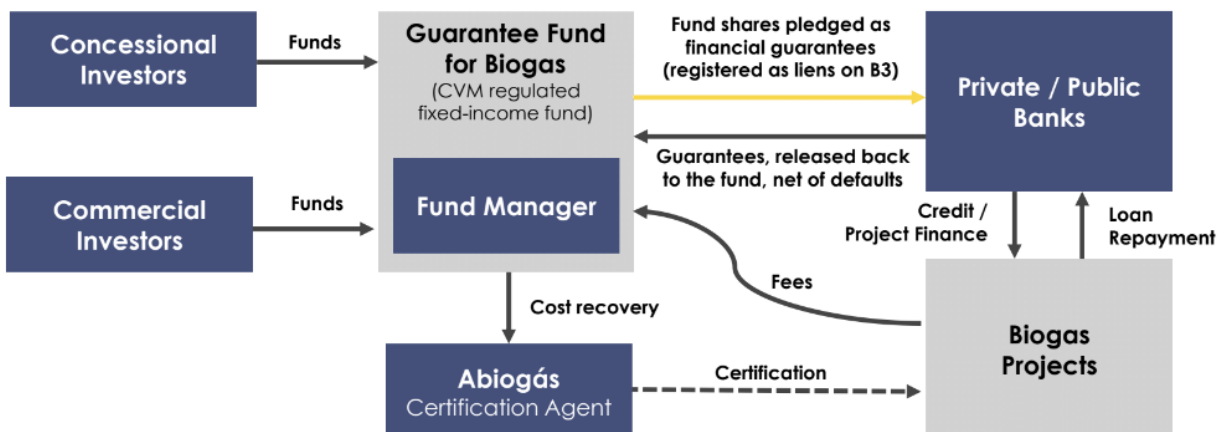 Concessional
Investors
Funds
Guarantee Fund
for Biogas
(CVM regulated
fixed-income fund)
Fund shares pledged as
financial guarantees
(registered as liens on B3)
Private / Public
Banks
Guarantees, released back
to the fund, net of defaults
Commercial
Investors
Funds
Fund Manager
Credit /
Project Finance
Loan
Repayment
Cost recovery
Fees
Biogas
Projects
Abiogás
Certification Agent
Certification